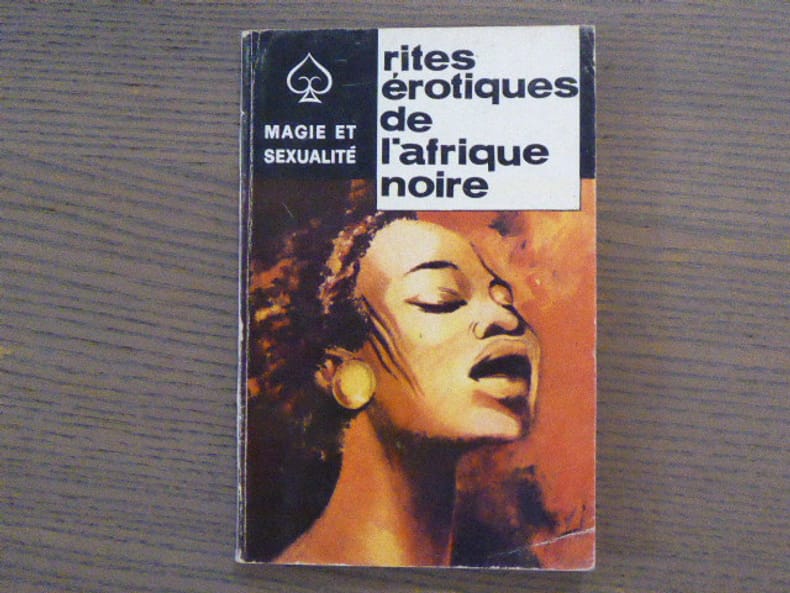 MAGIE ET
SEXUALITÉ
rites
érotiques
de
l'afrique
noire